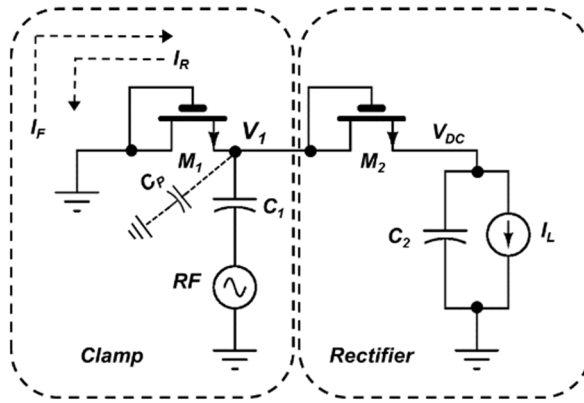 I_R
I_F
V_1
V_DC
M_1
M_2
C_P
C_1
C_2
I_L
RF
Clamp
Rectifier